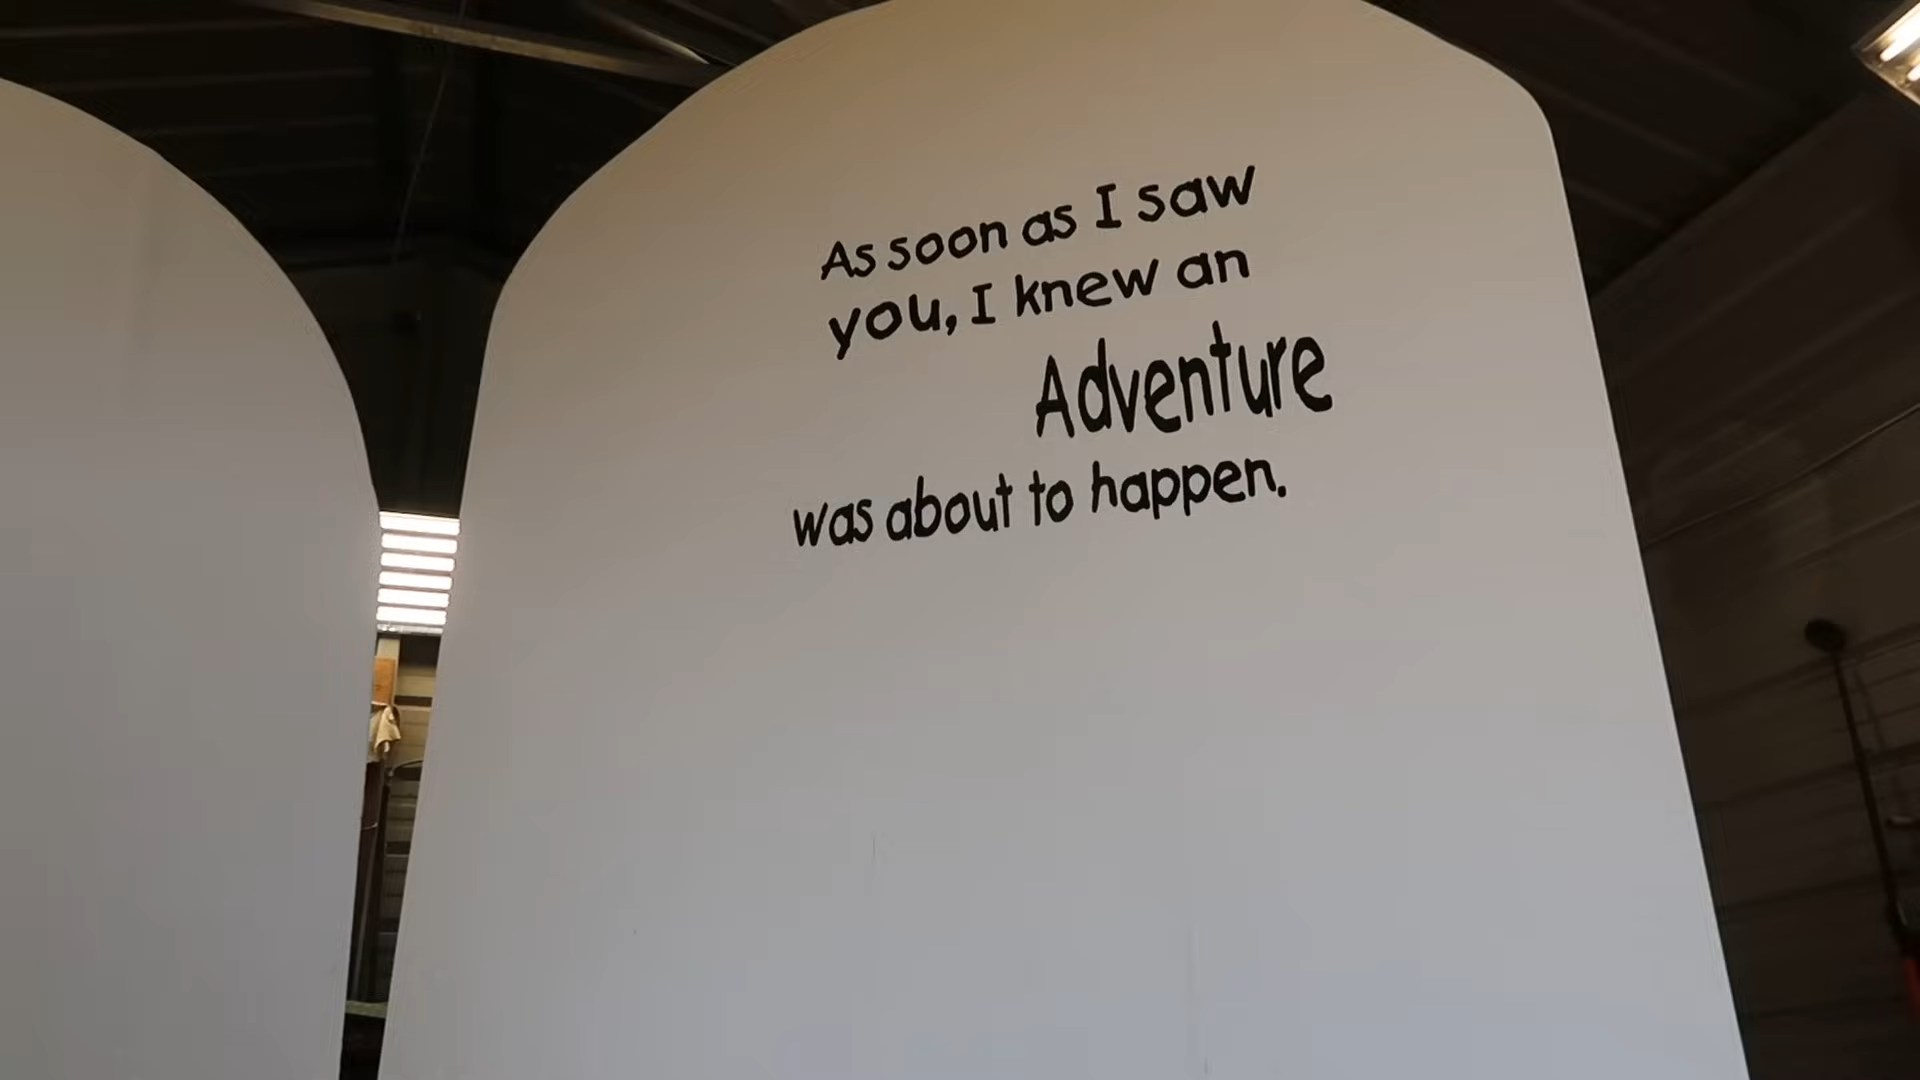 As soon as I saw
you, I knew an
Adventure
was about to happen.